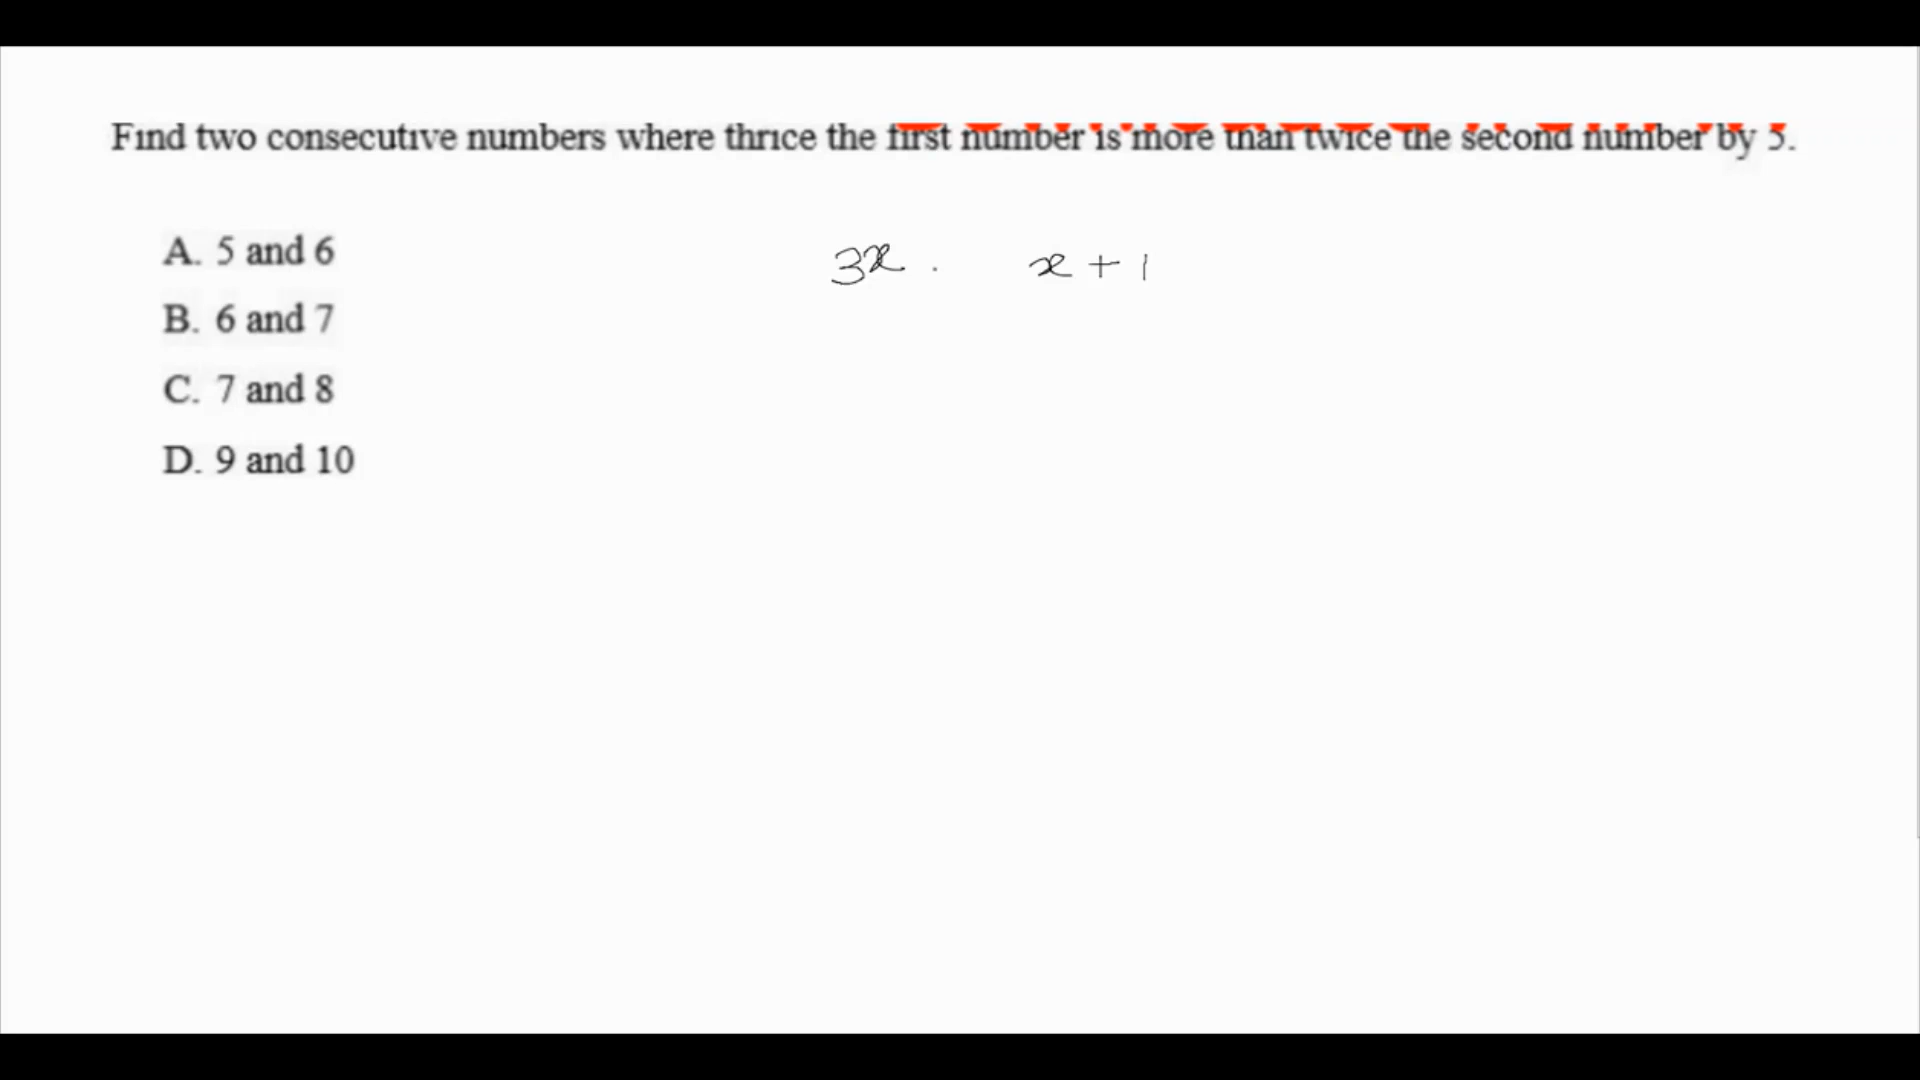 Find two consecutive numbers where thrice the first number is more than twice the second number by 5.
3x . x + 1
A. 5 and 6
B. 6 and 7
C. 7 and 8
D. 9 and 10